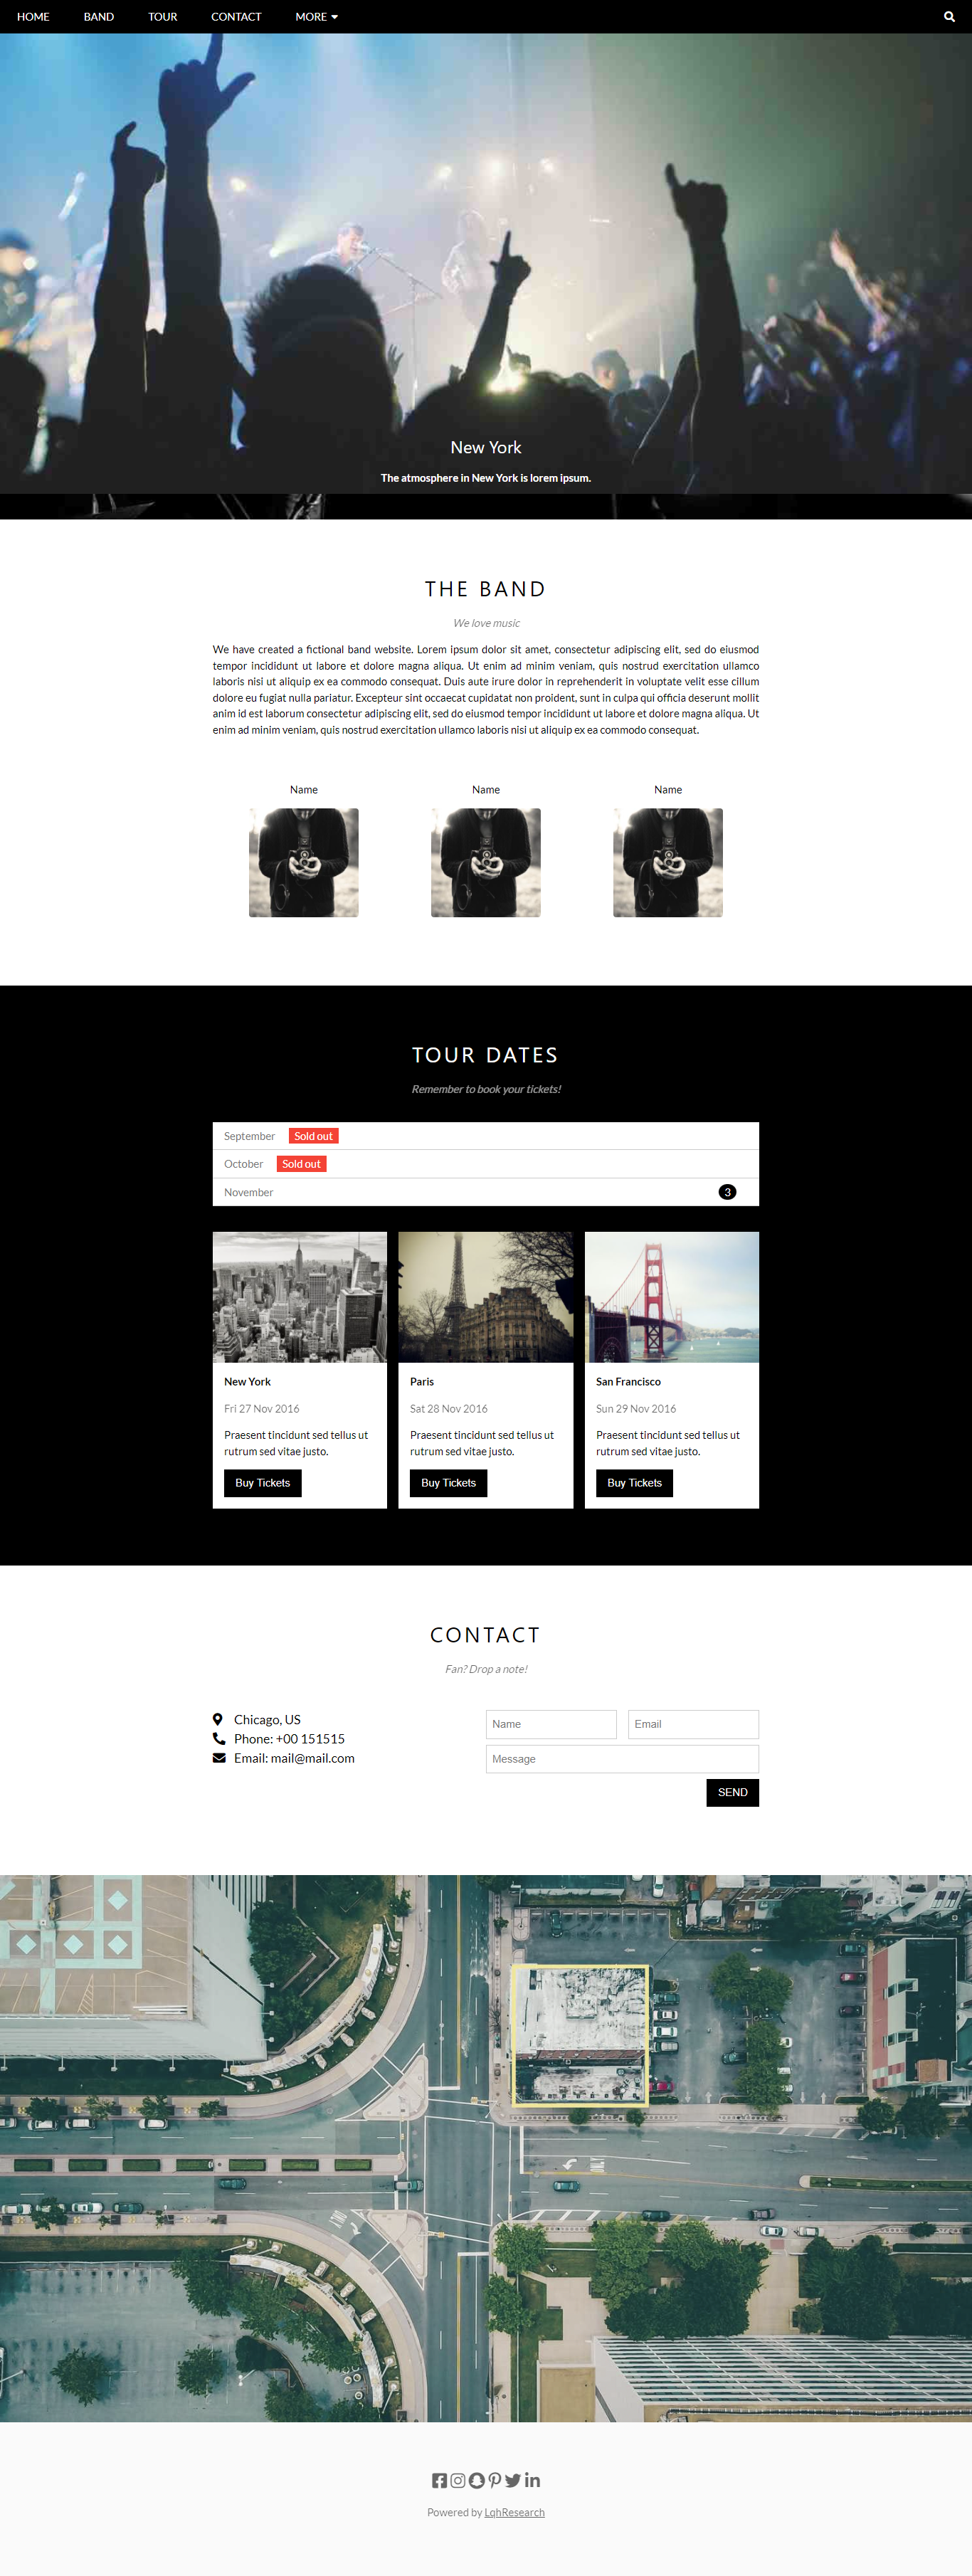 HOME BAND TOUR CONTACT MORE
New York
The atmosphere in New York is lorem ipsum.
THE BAND
We love music
We have created a fictional band website. Lorem ipsum dolor sit amet, consectetur adipiscing elit, sed do eiusmod
tempor incididunt ut labore et dolore magna aliqua. Ut enim ad minim veniam, quis nostrud exercitation ullamco
laboris nisi ut aliquip ex ea commodo consequat. Duis aute irure dolor in reprehenderit in voluptate velit esse cillum
dolore eu fugiat nulla pariatur. Excepteur sint occaecat cupidatat non proident, sunt in culpa qui officia deserunt mollit
anim id est laborum consectetur adipiscing elit, sed do eiusmod tempor incididunt ut labore et dolore magna aliqua. Ut
enim ad minim veniam, quis nostrud exercitation ullamco laboris nisi ut aliquip ex ea commodo consequat.
Name Name Name
TOUR DATES
Remember to book your tickets!
September Sold out
October Sold out
November 3
New York
Fri 27 Nov 2016
Praesent tincidunt sed tellus ut
rutrum sed vitae justo.
Buy Tickets
Paris
Sat 28 Nov 2016
Praesent tincidunt sed tellus ut
rutrum sed vitae justo.
Buy Tickets
San Francisco
Sun 29 Nov 2016
Praesent tincidunt sed tellus ut
rutrum sed vitae justo.
Buy Tickets
CONTACT
Fan? Drop a note!
Chicago, US
Phone: +00 151515
Email: mail@mail.com
Name Email
Message
SEND
Powered by LqhResearch